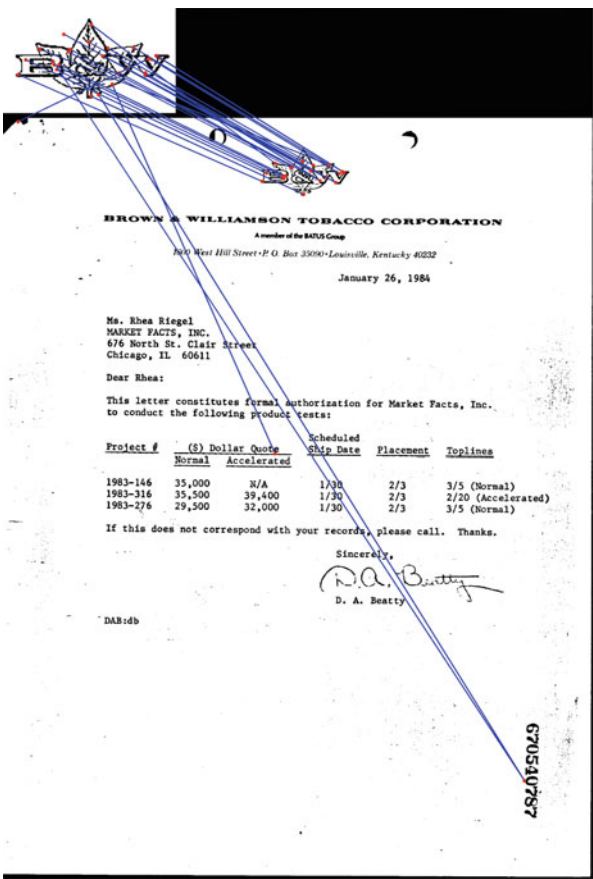 B&W
B&W
BROWN & WILLIAMSON TOBACCO CORPORATION
A member of the BATUS Group
1600 West Hill Street • P. O. Box 35090 • Louisville, Kentucky 40232
January 26, 1984
Ms. Rhea Riegel
MARKET FACTS, INC.
676 North St. Clair Street
Chicago, IL 60611
Dear Rhea:
This letter constitutes formal authorization for Market Facts, Inc.
to conduct the following product tests:
Project # ($) Dollar Quote Scheduled Ship Date Placement Toplines
Normal Accelerated
1983-146 35,000 N/A 1/30 2/3 3/5 (Normal)
1983-316 35,500 39,400 1/30 2/3 2/20 (Accelerated)
1983-276 29,500 32,000 1/30 2/3 3/5 (Normal)
If this does not correspond with your records, please call. Thanks.
Sincerely,
D. A. Beatty
D. A. Beatty
DAB:db
670540787